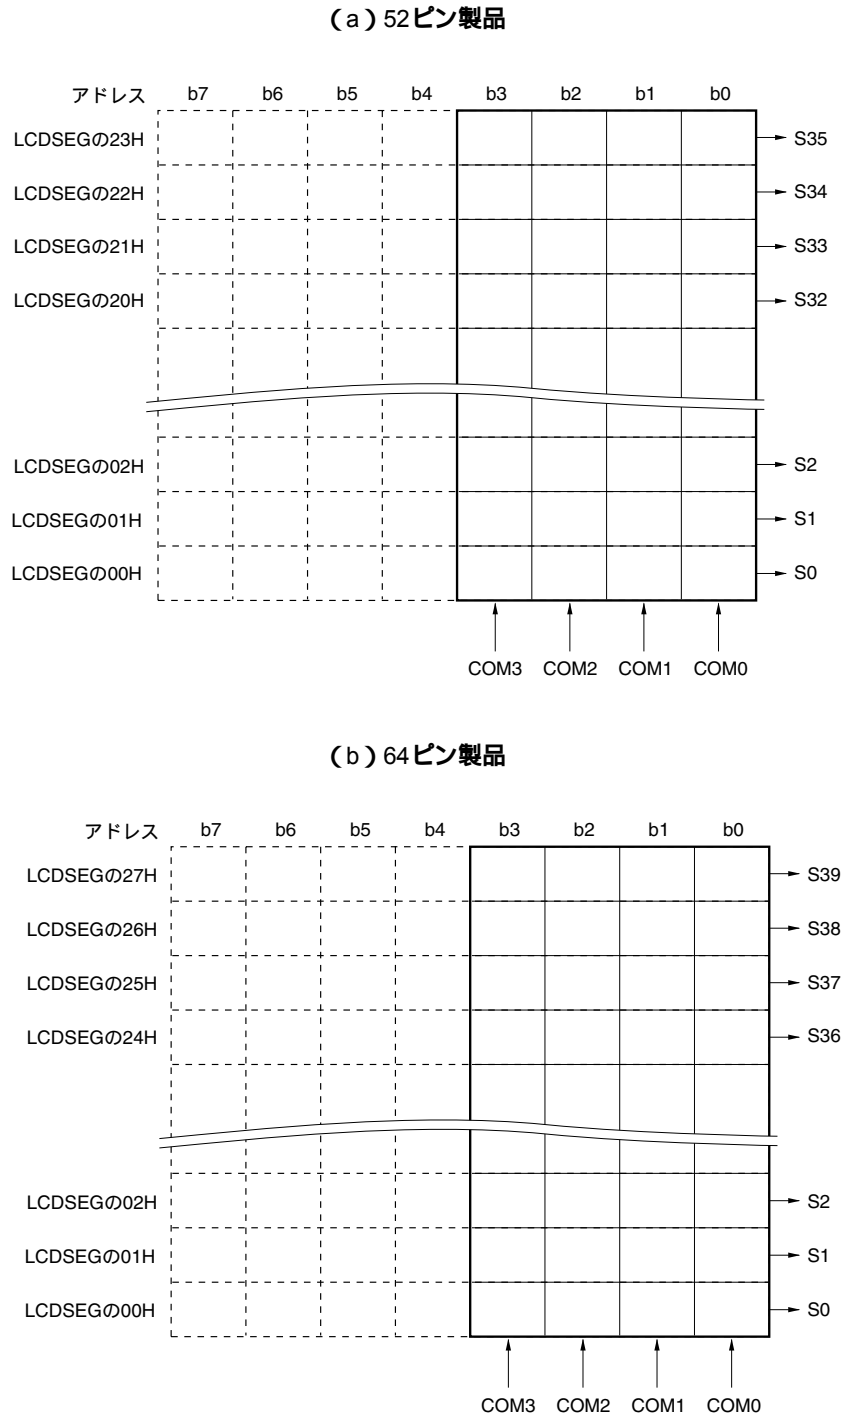 （a）52ピン製品
アドレス b7 b6 b5 b4 b3 b2 b1 b0
LCDSEGの23H S35
LCDSEGの22H S34
LCDSEGの21H S33
LCDSEGの20H S32
LCDSEGの02H S2
LCDSEGの01H S1
LCDSEGの00H S0
COM3 COM2 COM1 COM0
（b）64ピン製品
アドレス b7 b6 b5 b4 b3 b2 b1 b0
LCDSEGの27H S39
LCDSEGの26H S38
LCDSEGの25H S37
LCDSEGの24H S36
LCDSEGの02H S2
LCDSEGの01H S1
LCDSEGの00H S0
COM3 COM2 COM1 COM0